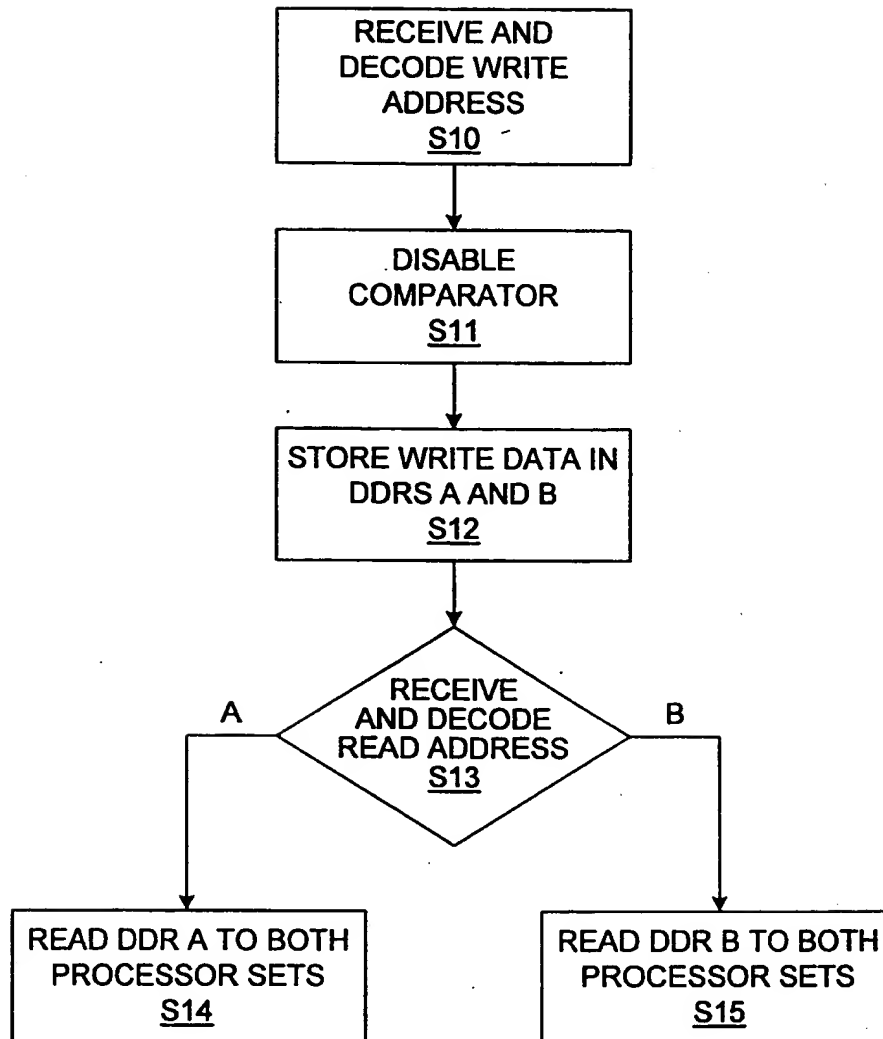 RECEIVE AND
DECODE WRITE
ADDRESS
S10
DISABLE
COMPARATOR
S11
STORE WRITE DATA IN
DDRS A AND B
S12
RECEIVE
AND DECODE
READ ADDRESS
S13
A
B
READ DDR A TO BOTH
PROCESSOR SETS
S14
READ DDR B TO BOTH
PROCESSOR SETS
S15